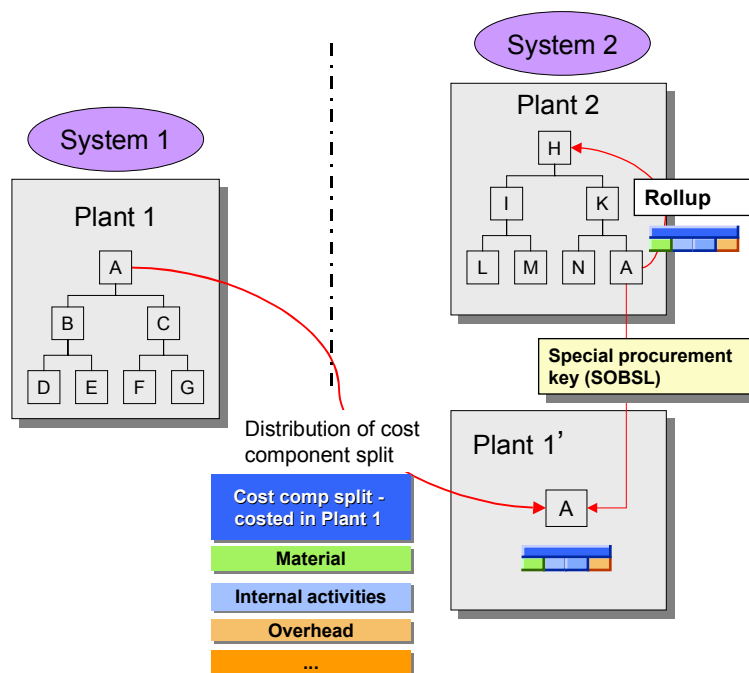 System 1
Plant 1
A
B
C
D
E
F
G
System 2
Plant 2
H
I
K
L
M
N
A
Rollup
Special procurement
key (SOBSL)
Distribution of cost
component split
Cost comp split -
costed in Plant 1
Material
Internal activities
Overhead
...
Plant 1’
A